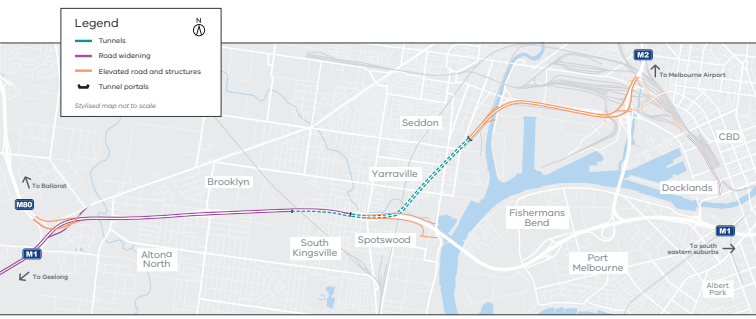 Legend
N
Tunnels
Road widening
Elevated road and structures
Tunnel portals
Stylised map not to scale
M2
To Melbourne Airport
Seddon
CBD
Yarraville
Brooklyn
To Ballarat
Docklands
M80
Fishermans
Bend
M1
To south
eastern suburbs
South
Kingsville
Spotswood
M1
Altona
North
Port
Melbourne
To Geelong
Albert
Park